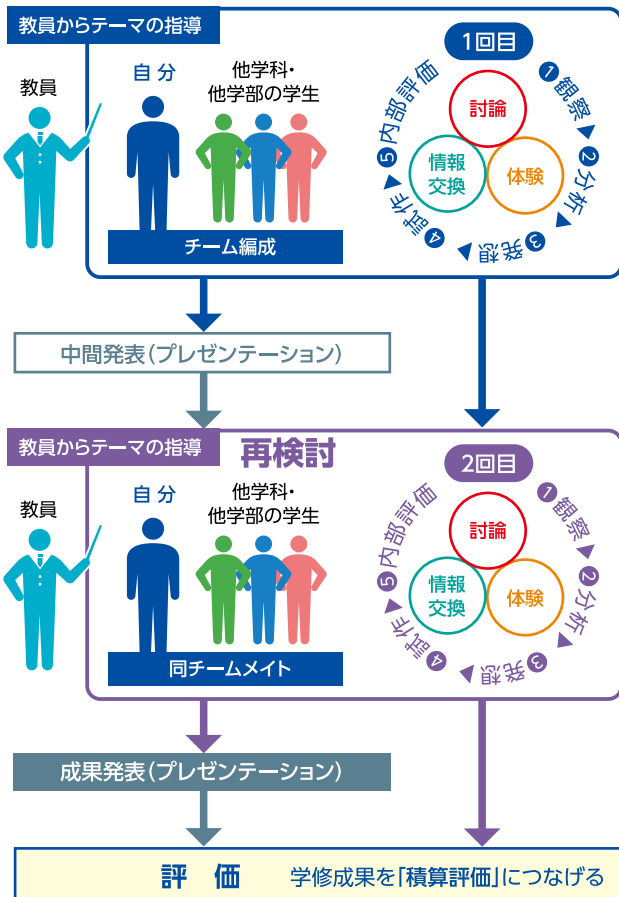 教員からテーマの指導
教員
自分
他学科・
他学部の学生
チーム編成
1回目
討論
情報
交換
体験
❶観察▶❷分析▶❸発想▶❹試作▶❺内部評価
中間発表(プレゼンテーション)
教員からテーマの指導
再検討
教員
自分
他学科・
他学部の学生
同チームメイト
2回目
討論
情報
交換
体験
❶観察▶❷分析▶❸発想▶❹試作▶❺内部評価
成果発表(プレゼンテーション)
評 価 学修成果を「積算評価」につなげる